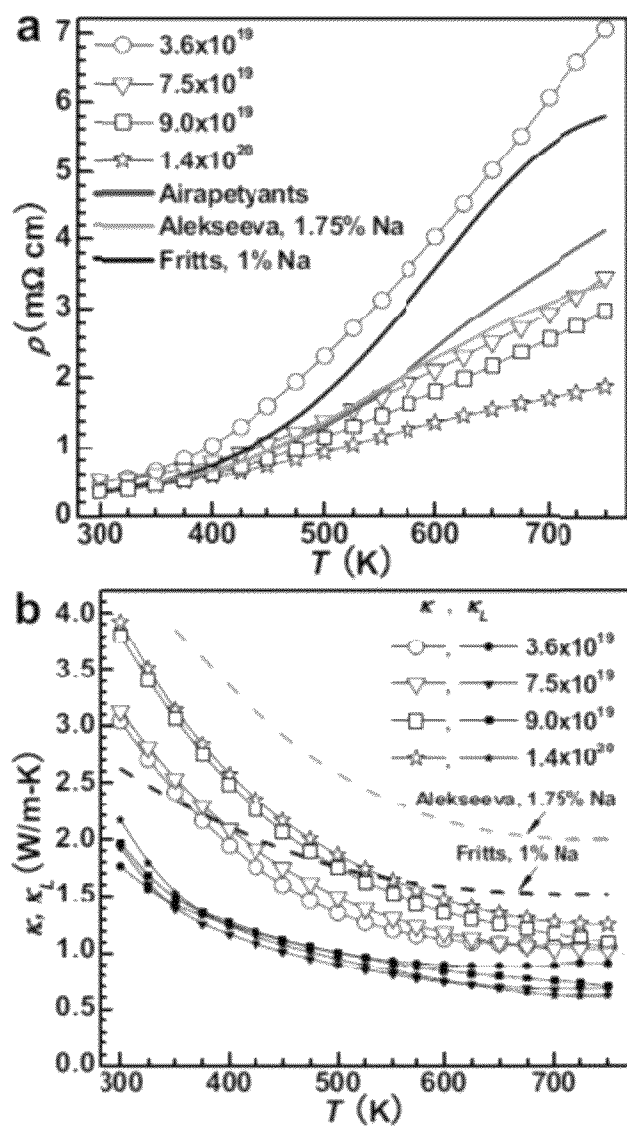 a
7
6
5
4
3
2
1
0
ρ (mΩ cm)
3.6x10¹⁹
7.5x10¹⁹
9.0x10¹⁹
1.4x10²⁰
Airapetyants
Alekseeva, 1.75% Na
Fritts, 1% Na
300 400 500 600 700
T (K)
b
4.0
3.5
3.0
2.5
2.0
1.5
1.0
0.5
0.0
κ, κL (W/m-K)
κ , κL
, 3.6x10¹⁹
, 7.5x10¹⁹
, 9.0x10¹⁹
, 1.4x10²⁰
Alekseeva, 1.75% Na
Fritts, 1% Na
300 400 500 600 700
T (K)